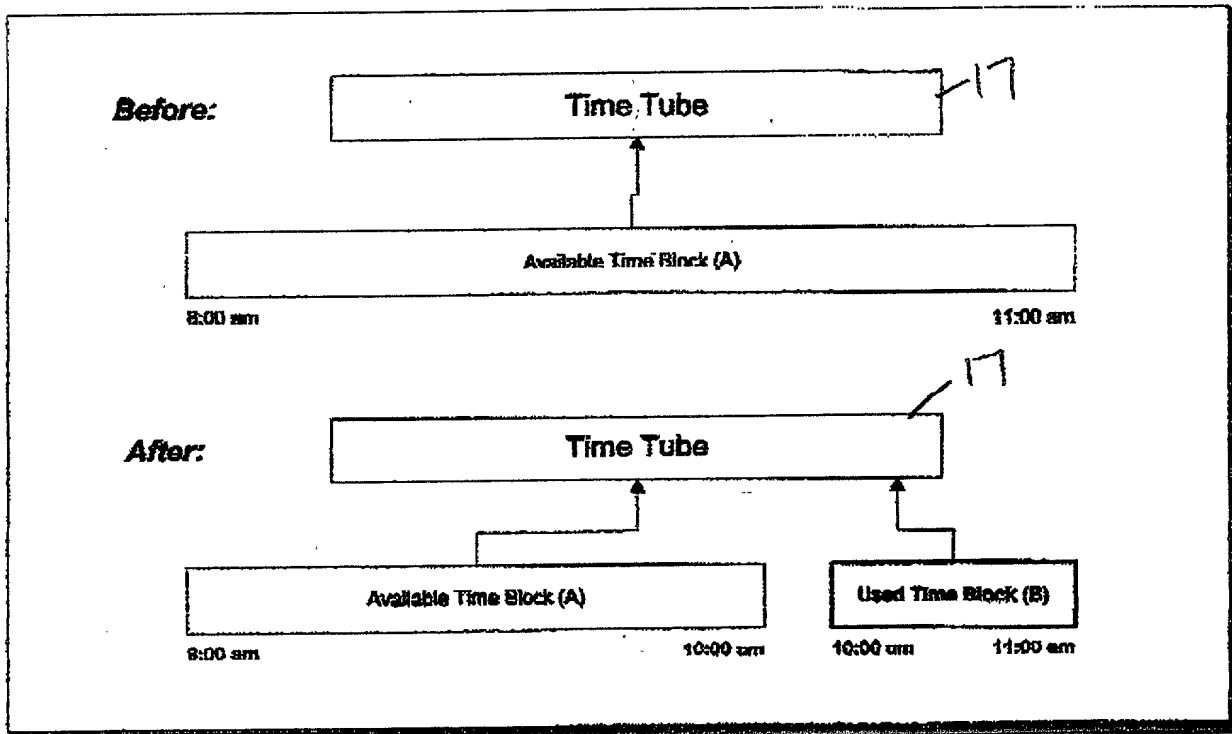 Before:
Time Tube
17
Available Time Block (A)
8:00 am
11:00 am
After:
Time Tube
17
Available Time Block (A)
Used Time Block (B)
8:00 am
10:00 am
10:00 am
11:00 am